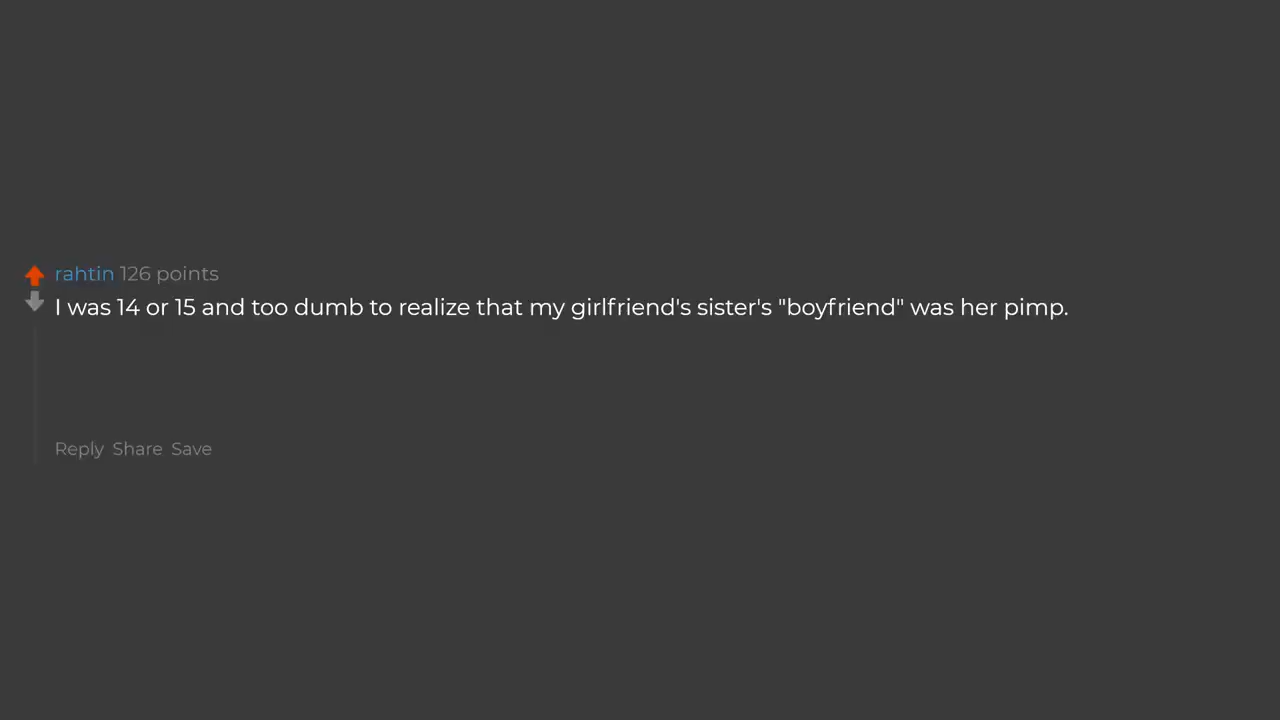 rahtin 126 points
I was 14 or 15 and too dumb to realize that my girlfriend's sister's "boyfriend" was her pimp.
Reply Share Save